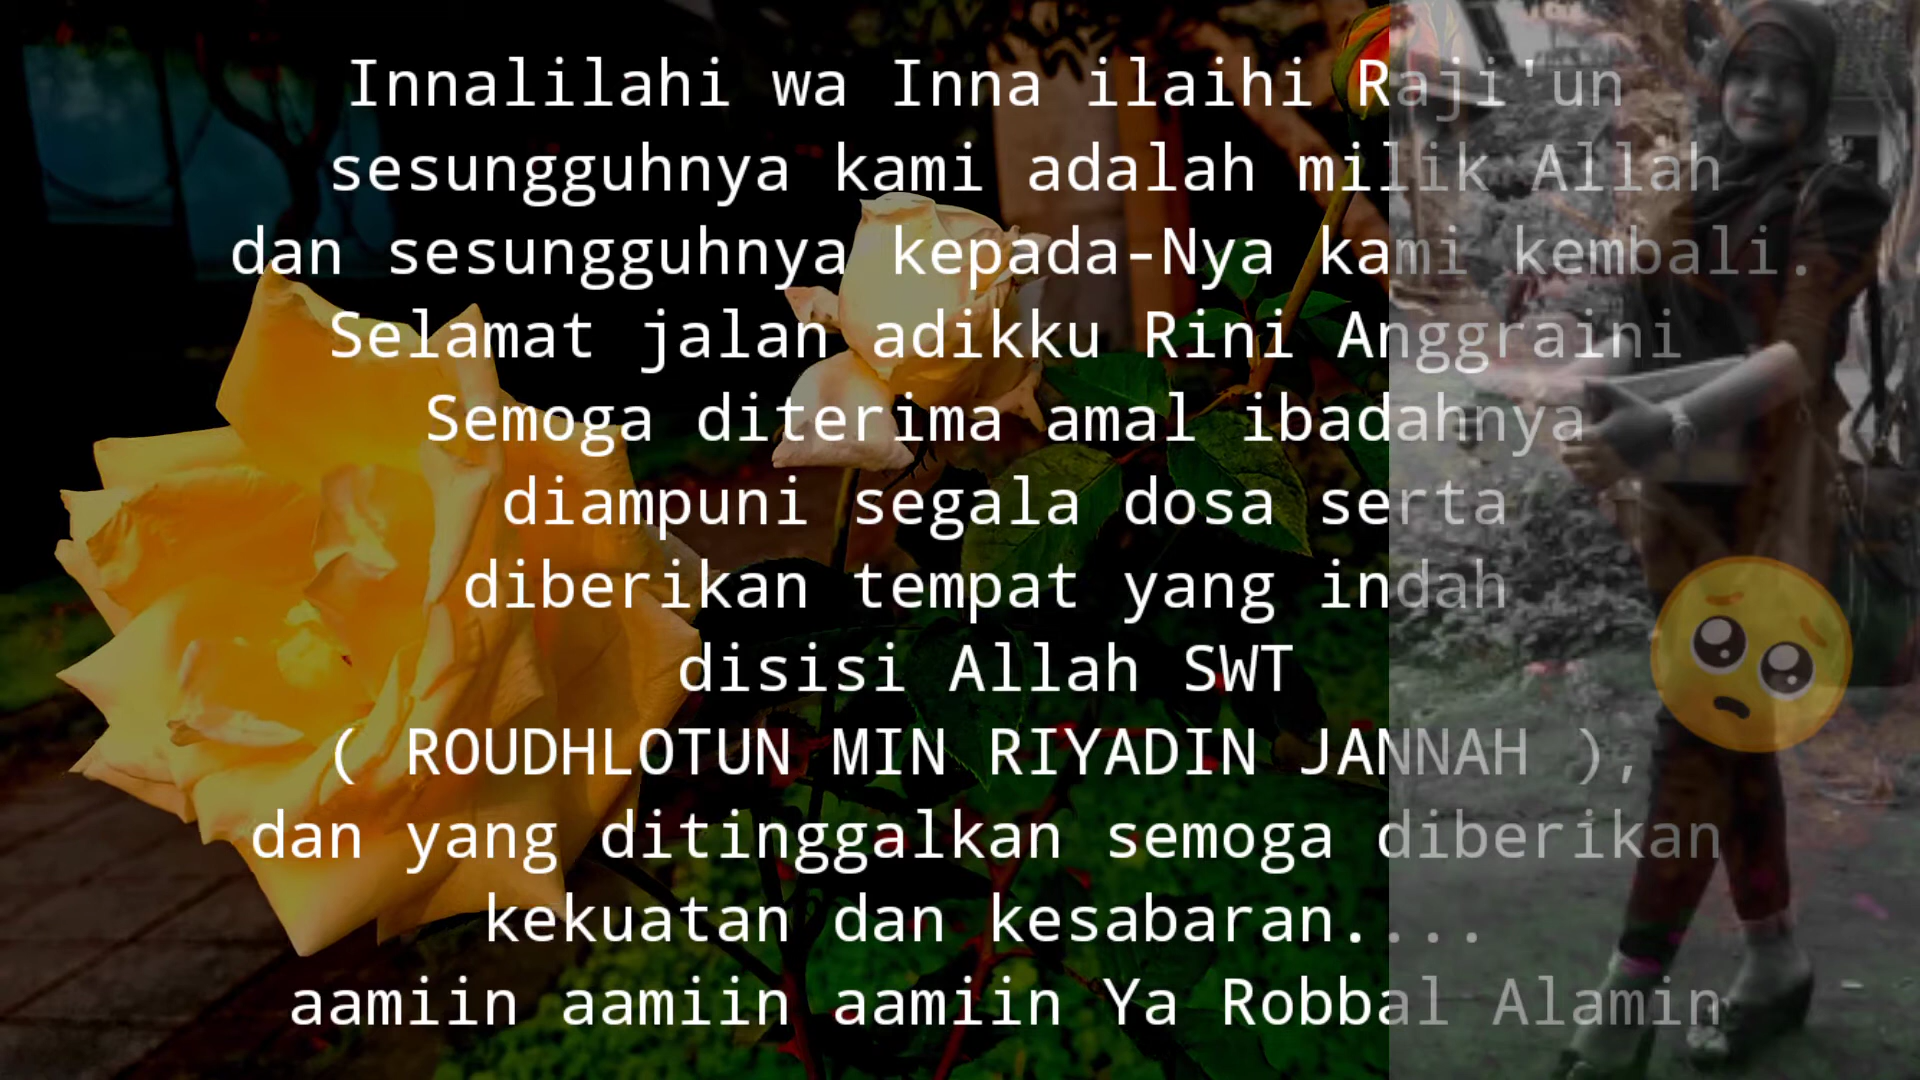 Innalilahi wa Inna ilaihi Raji'un
sesungguhnya kami adalah milik Allah
dan sesungguhnya kepada-Nya kami kembali.
Selamat jalan adikku Rini Anggraini
Semoga diterima amal ibadahnya
diampuni segala dosa serta
diberikan tempat yang indah
disisi Allah SWT
( ROUDHLOTUN MIN RIYADIN JANNAH ),
dan yang ditinggalkan semoga diberikan
kekuatan dan kesabaran....
aamiin aamiin aamiin Ya Robbal Alamin